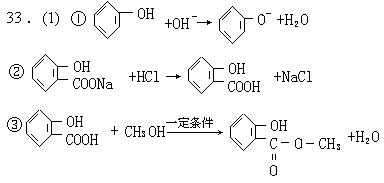 33. (1) ① OH +OH⁻→ O⁻ +H₂O
② OH COONa +HCl → OH COOH +NaCl
③ OH COOH + CH₃OH 一定条件 OH C-O-CH₃ O +H₂O